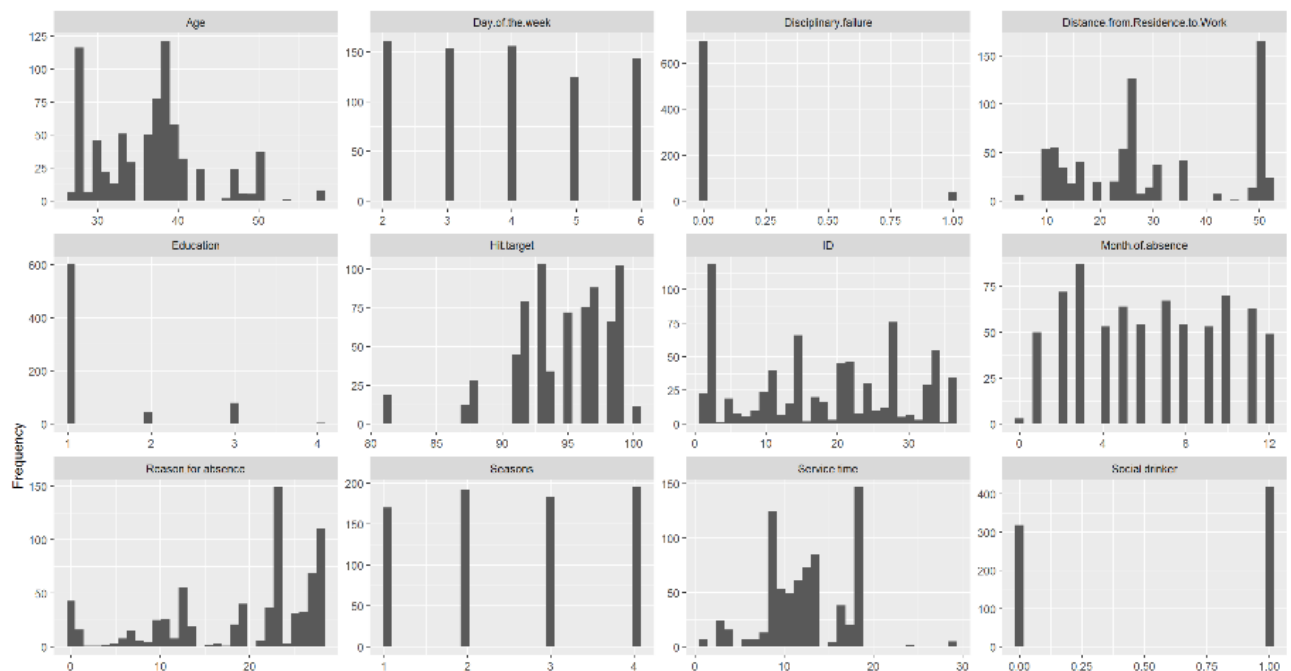 Age
Day.of.the.week
Disciplinary.failure
Distance.from.Residence.to.Work
125
100
75
50
25
0
30 40 50
150
100
50
0
2 3 4 5 6
600
400
200
0
0.00 0.25 0.50 0.75 1.00
150
100
50
0
10 20 30 40 50
Education
Hit.target
ID
Month.of.absence
600
400
200
0
1 2 3 4
100
75
50
25
0
80 85 90 95 100
100
75
50
25
0
0 10 20 30
75
50
25
0
0 4 8 12
Frequency
Reason.for.absence
Seasons
Service.time
Social.drinker
150
100
50
0
0 10 20
200
150
100
50
0
1 2 3 4
150
100
50
0
0 10 20 30
400
300
200
100
0
0.00 0.25 0.50 0.75 1.00